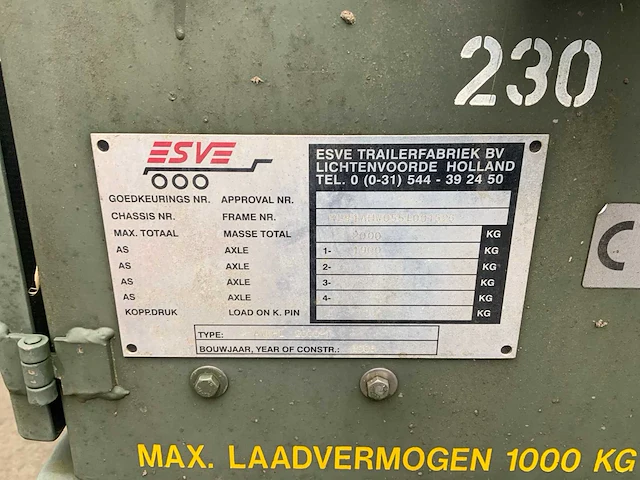 230
ESVE
ESVE TRAILERFABRIEK BV
LICHTENVOORDE HOLLAND
TEL. 0 (0-31) 544 - 39 24 50
GOEDKEURINGS NR. APPROVAL NR.
CHASSIS NR. FRAME NR.
MAX. TOTAAL MASSE TOTAL 2000 KG
AS AXLE 1- KG
AS AXLE 2- KG
AS AXLE 3- KG
AS AXLE 4- KG
KOPP.DRUK LOAD ON K. PIN KG
TYPE:
BOUWJAAR, YEAR OF CONSTR.:
MAX. LAADVERMOGEN 1000 KG